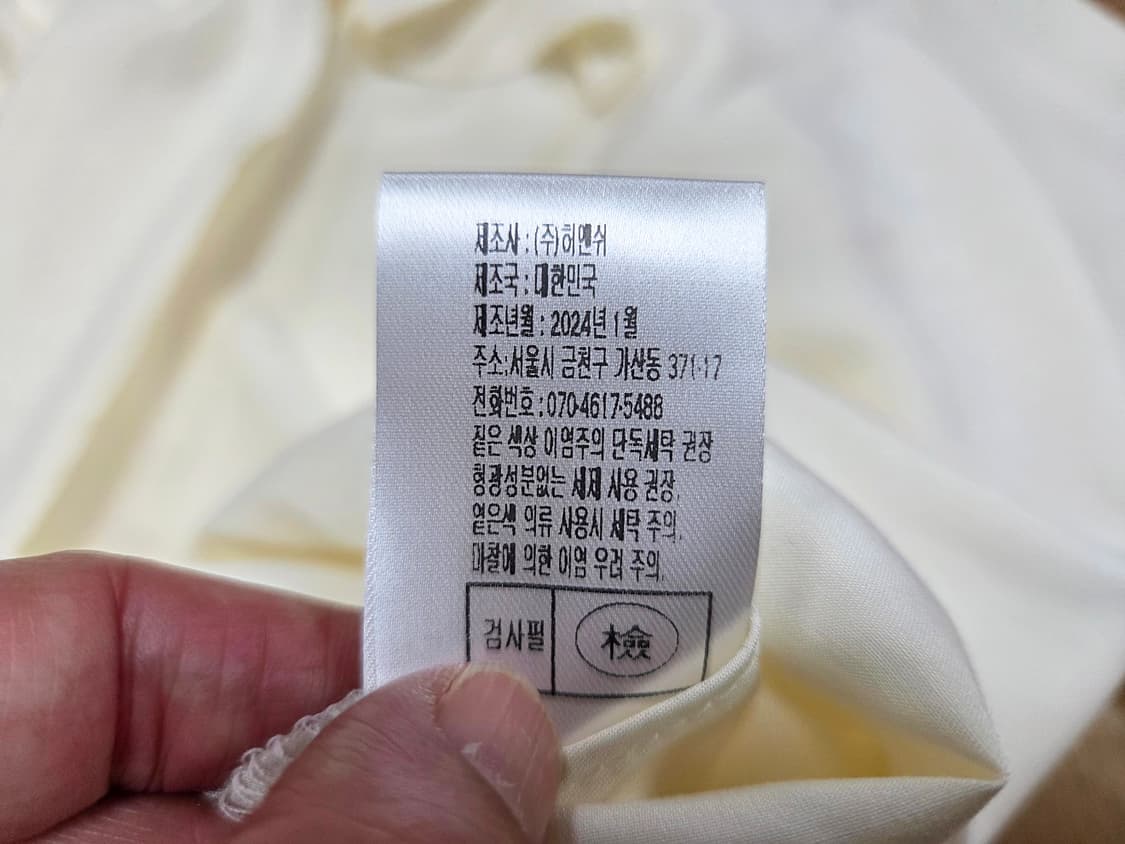 제조사 : (주)허앤쉬
제조국 : 대한민국
제조년월 : 2024년 1월
주소:서울시 금천구 가산동 371-17
전화번호 : 070-4617-5488
짙은 색상 이염주의 단독세탁 권장
형광성분없는 세제 사용 권장.
옅은색 의류 사용시 세탁 주의.
마찰에 의한 이염 우려 주의.
검사필 檢